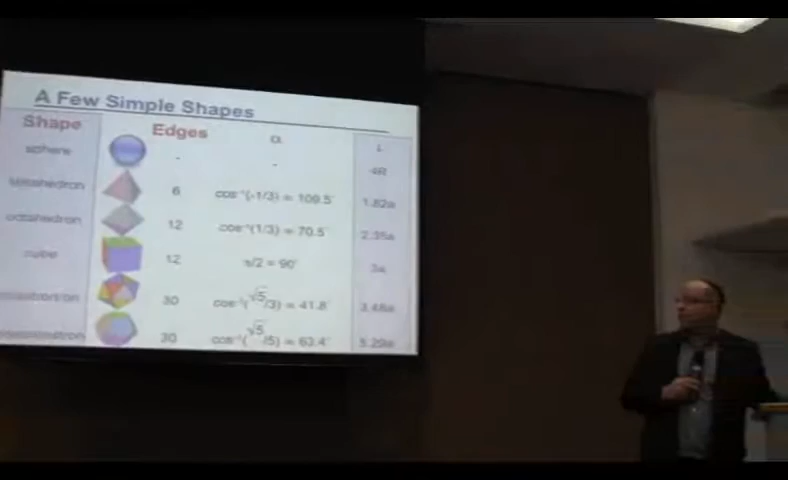 A Few Simple Shapes
Shape Edges α L
sphere - - 4R
tetrahedron 6 cos⁻¹(-1/3) = 109.5° 1.82a
octahedron 12 cos⁻¹(1/3) = 70.5° 2.35a
cube 12 π/2 = 90° 3a
30 cos⁻¹(√5/3) = 41.8° 3.48a
30 cos⁻¹(√5/5) = 63.4° 5.29a